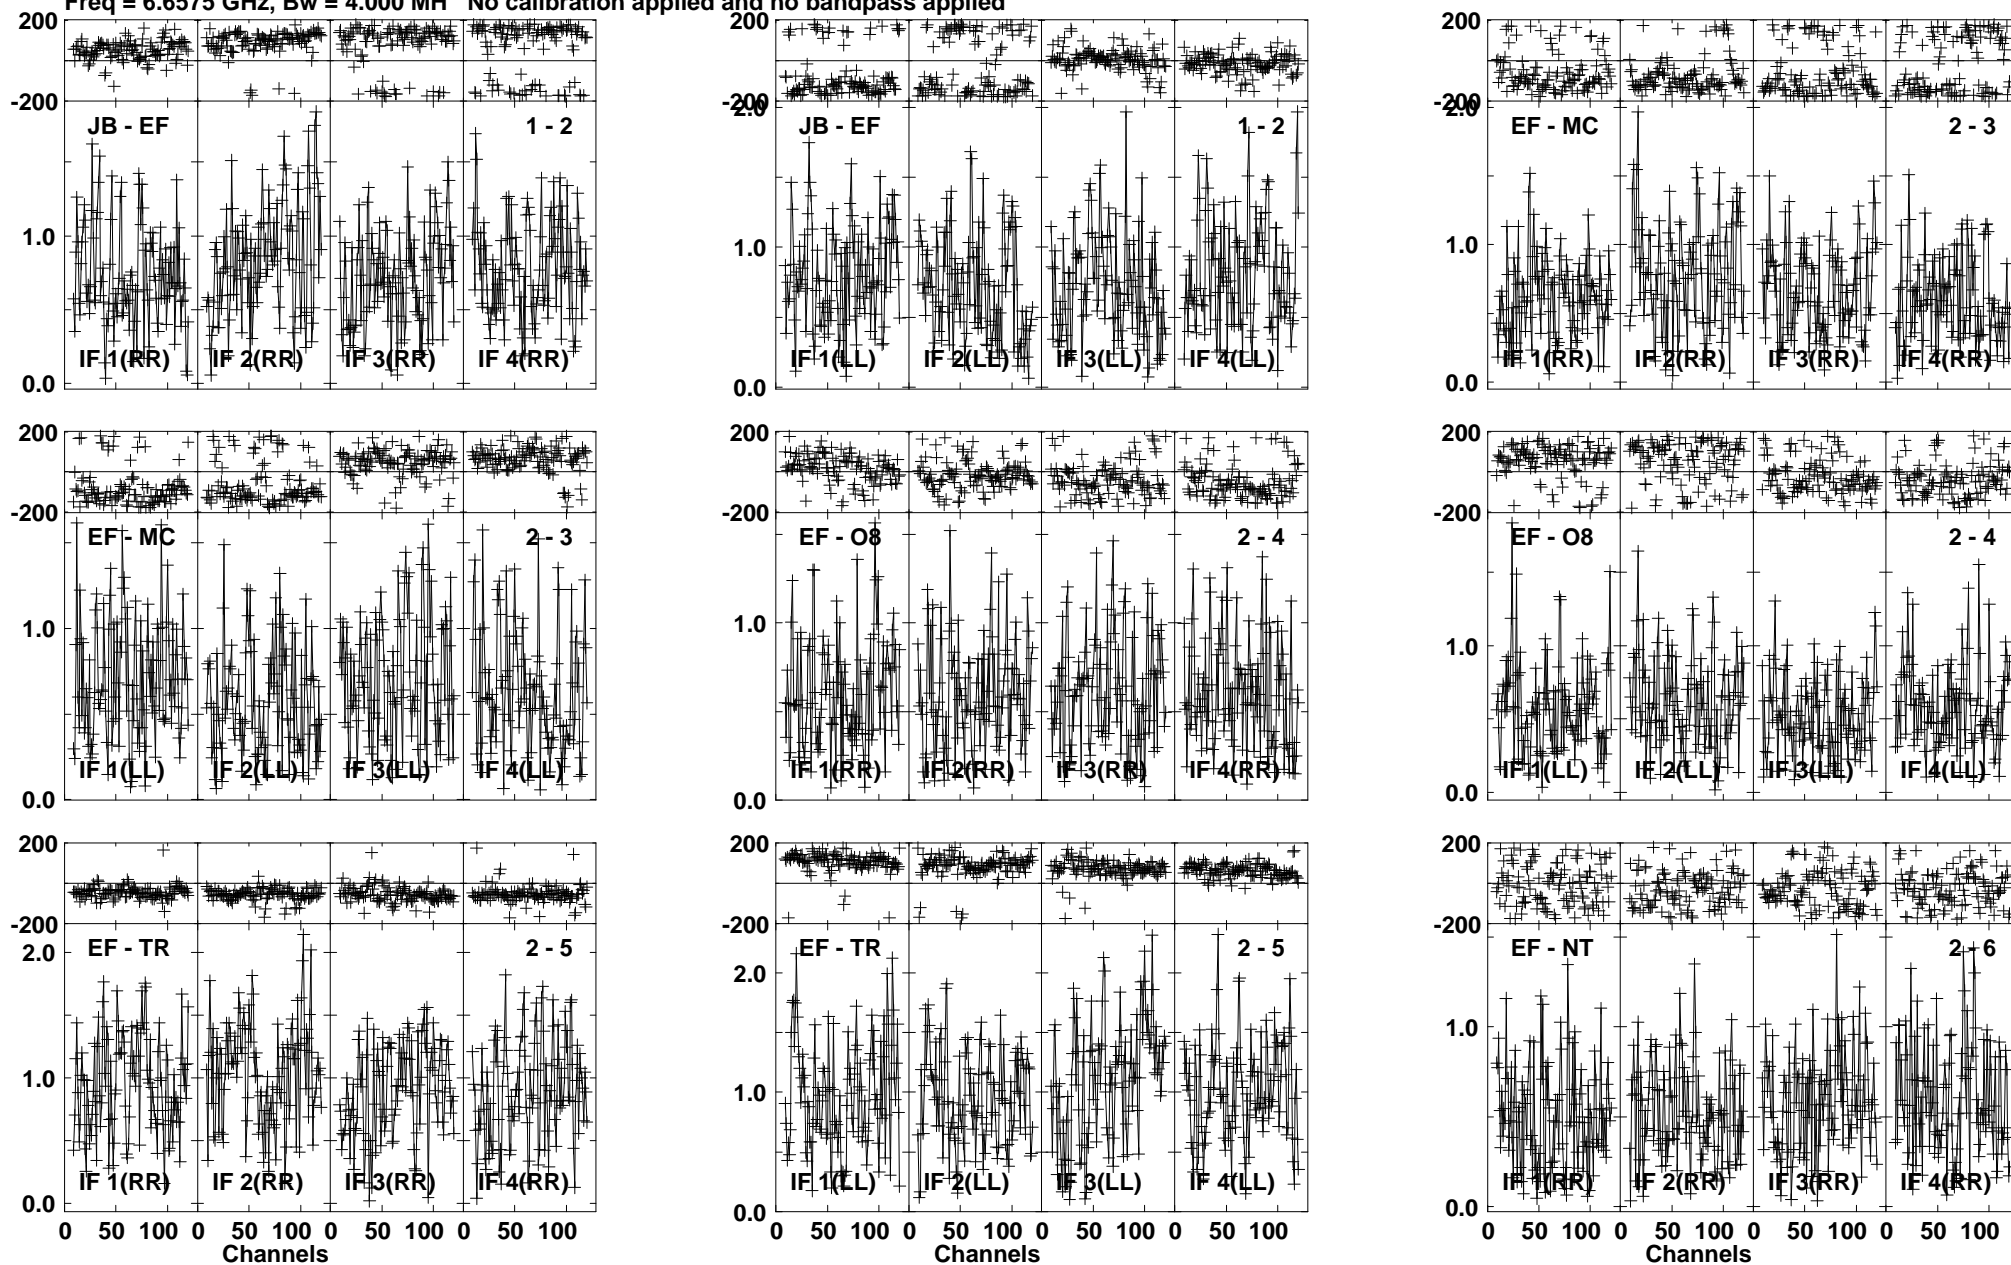 Freq = 6.6575 GHz, Bw = 4.000 MH No calibration applied and no bandpass applied
200
-200
JB - EF 1 - 2
1.0
0.0
IF 1(RR) IF 2(RR) IF 3(RR) IF 4(RR)
200
-200
2.0
JB - EF 1 - 2
1.0
0.0
IF 1(LL) IF 2(LL) IF 3(LL) IF 4(LL)
200
-200
2.0
EF - MC 2 - 3
1.0
0.0
IF 1(RR) IF 2(RR) IF 3(RR) IF 4(RR)
200
-200
EF - MC 2 - 3
1.0
0.0
IF 1(LL) IF 2(LL) IF 3(LL) IF 4(LL)
200
-200
EF - O8 2 - 4
1.0
0.0
IF 1(RR) IF 2(RR) IF 3(RR) IF 4(RR)
200
-200
EF - O8 2 - 4
1.0
0.0
IF 1(LL) IF 2(LL) IF 3(LL) IF 4(LL)
200
-200
EF - TR 2 - 5
2.0
1.0
0.0
IF 1(RR) IF 2(RR) IF 3(RR) IF 4(RR)
0 50 100 0 50 100 0 50 100 0 50 100
Channels
200
-200
EF - TR 2 - 5
2.0
1.0
0.0
IF 1(LL) IF 2(LL) IF 3(LL) IF 4(LL)
0 50 100 0 50 100 0 50 100 0 50 100
Channels
200
-200
EF - NT 2 - 6
1.0
0.0
IF 1(RR) IF 2(RR) IF 3(RR) IF 4(RR)
0 50 100 0 50 100 0 50 100 0 50 100
Channels